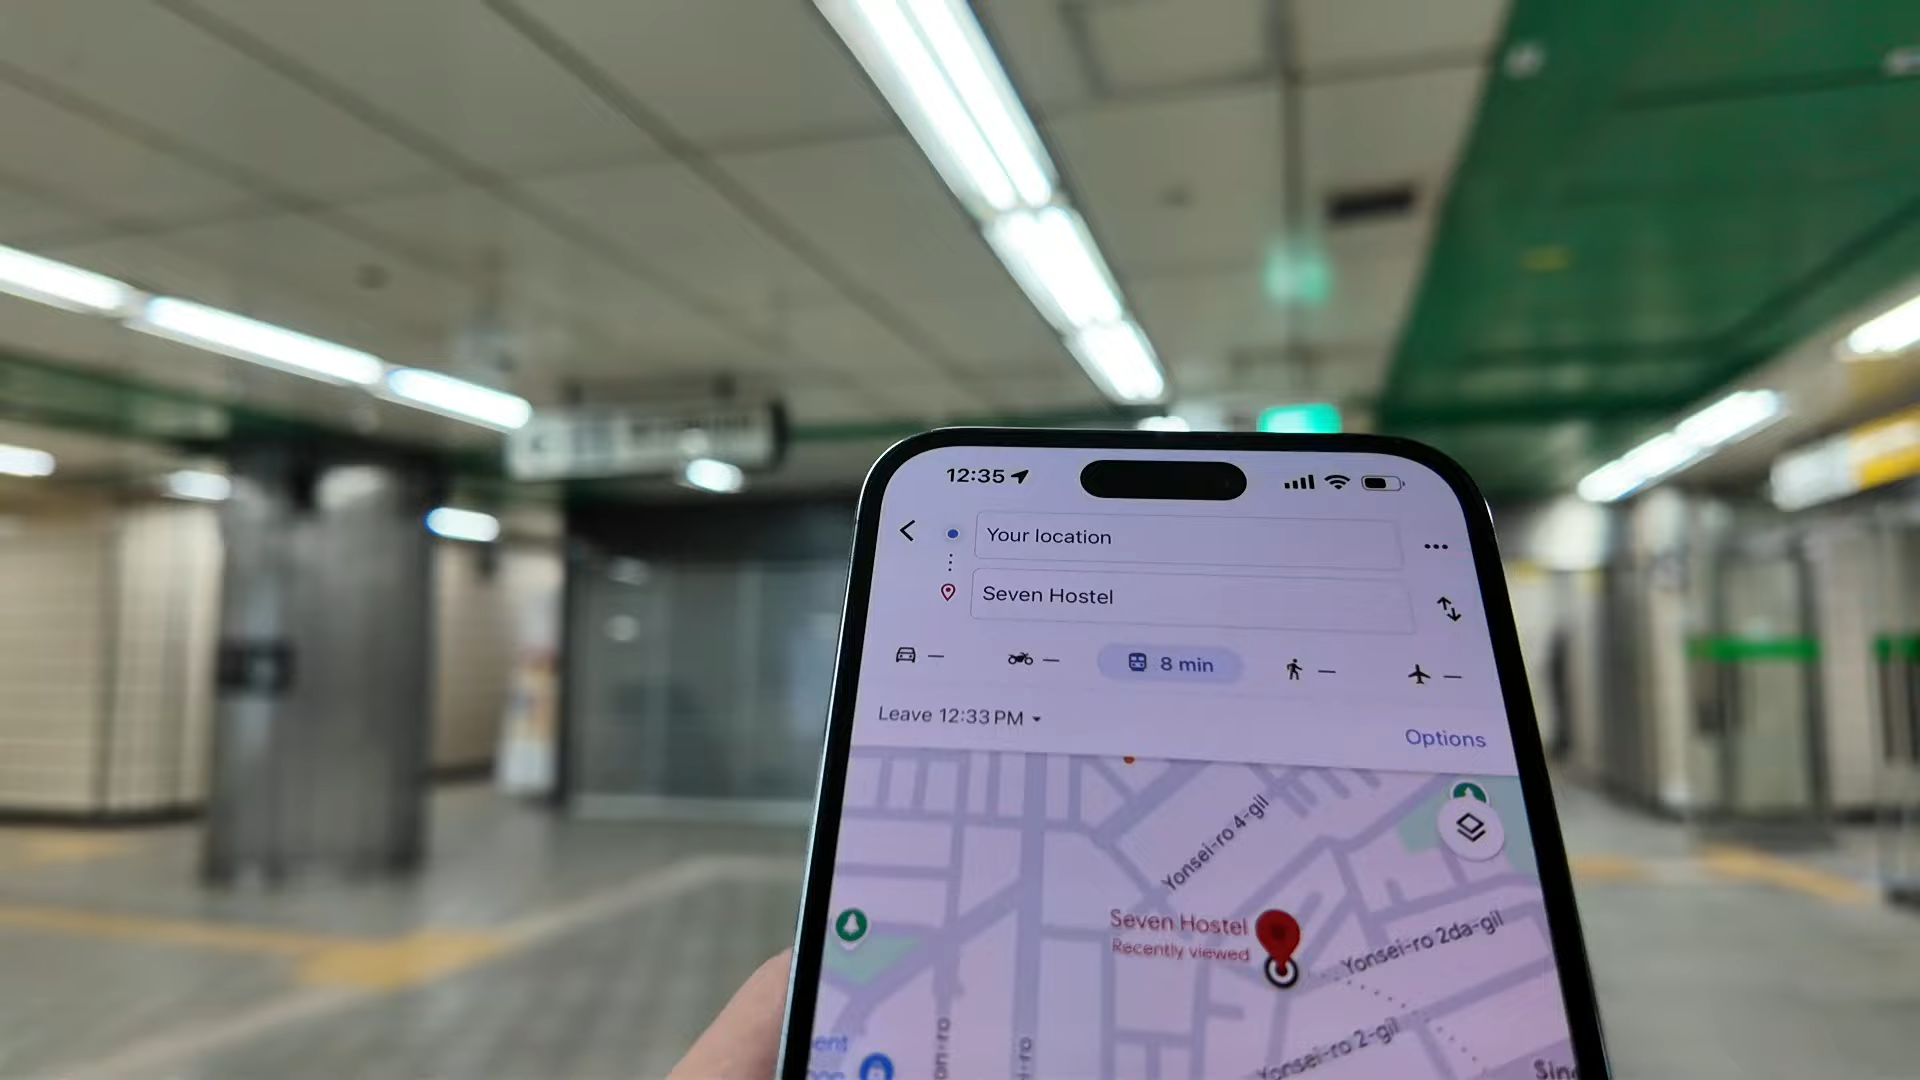 12:35
Your location
Seven Hostel
8 min
Leave 12:33 PM
Options
Yonsei-ro 4-gil
Seven Hostel
Recently viewed
Yonsei-ro 2da-gil
Yonsei-ro 2-gil